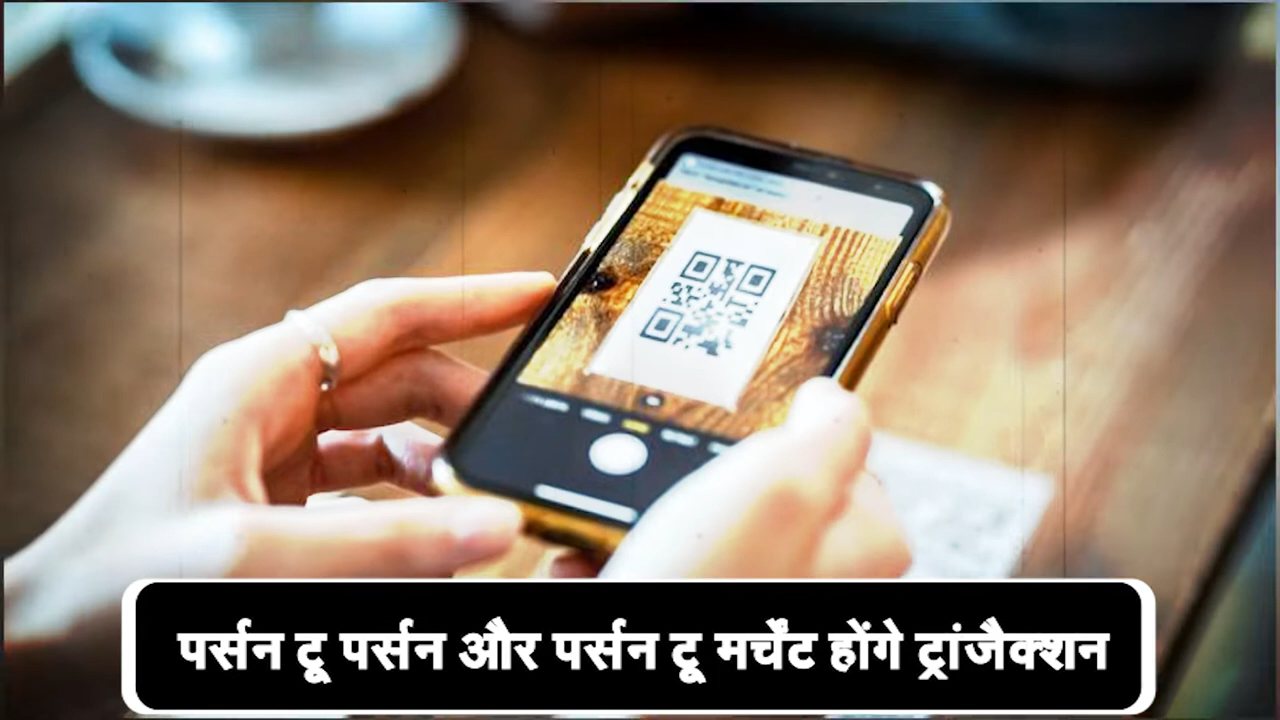 पर्सन टू पर्सन और पर्सन टू मर्चेंट होंगे ट्रांजैक्शन